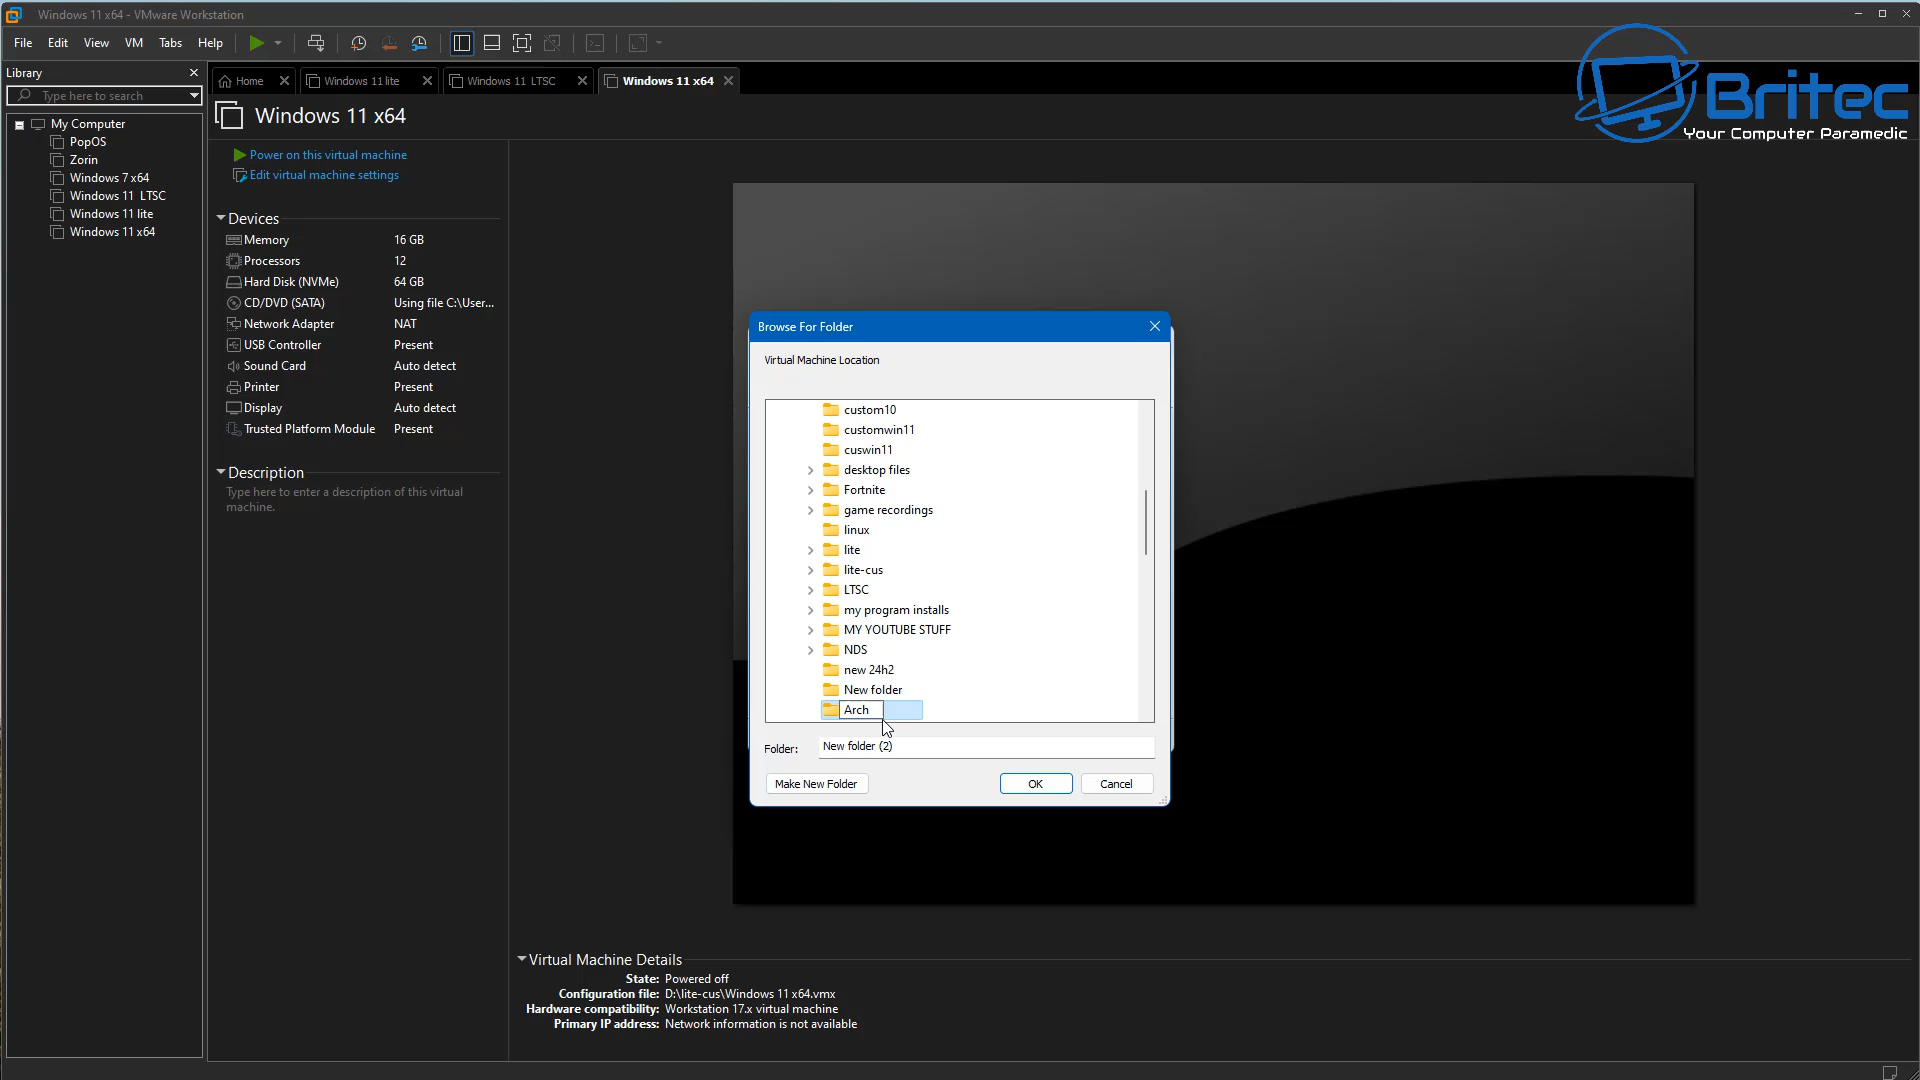 Windows 11 x64 - VMware Workstation
File Edit View VM Tabs Help
Library
Type here to search
My Computer
PopOS
Zorin
Windows 7 x64
Windows 11 LTSC
Windows 11 lite
Windows 11 x64
Home
Windows 11 lite
Windows 11 LTSC
Windows 11 x64
Britec
Your Computer Paramedic
Windows 11 x64
Power on this virtual machine
Edit virtual machine settings
Devices
Memory 16 GB
Processors 12
Hard Disk (NVMe) 64 GB
CD/DVD (SATA) Using file C:\User...
Network Adapter NAT
USB Controller Present
Sound Card Auto detect
Printer Present
Display Auto detect
Trusted Platform Module Present
Description
Type here to enter a description of this virtual
machine.
Browse For Folder
Virtual Machine Location
custom10
customwin11
cuswin11
desktop files
Fortnite
game recordings
linux
lite
lite-cus
LTSC
my program installs
MY YOUTUBE STUFF
NDS
new 24h2
New folder
Arch
Folder: New folder (2)
Make New Folder OK Cancel
Virtual Machine Details
State: Powered off
Configuration file: D:\lite-cus\Windows 11 x64.vmx
Hardware compatibility: Workstation 17.x virtual machine
Primary IP address: Network information is not available